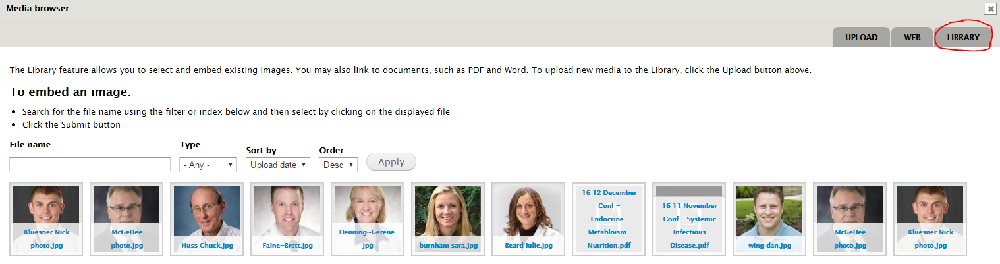 Media browser
UPLOAD WEB LIBRARY
The Library feature allows you to select and embed existing images. You may also link to documents, such as PDF and Word. To upload new media to the Library, click the Upload button above.
To embed an image:
Search for the file name using the filter or index below and then select by clicking on the displayed file
Click the Submit button
File name
Type
- Any -
Sort by
Upload date
Order
Desc
Apply
Kluesner Nick
photo.jpg
McGeHee
photo.jpg
Huss Chuck.jpg
Faine~Brett.jpg
Denning~Gerene.
jpg
burnham sara.jpg
Beard Julie.jpg
16 12 December
Conf -
Endocrine-
Metabloism-
Nutrition.pdf
16 11 November
Conf - Systemic
Infectious
Disease.pdf
wing dan.jpg
McGeHee
photo.jpg
Kluesner Nick
photo.jpg